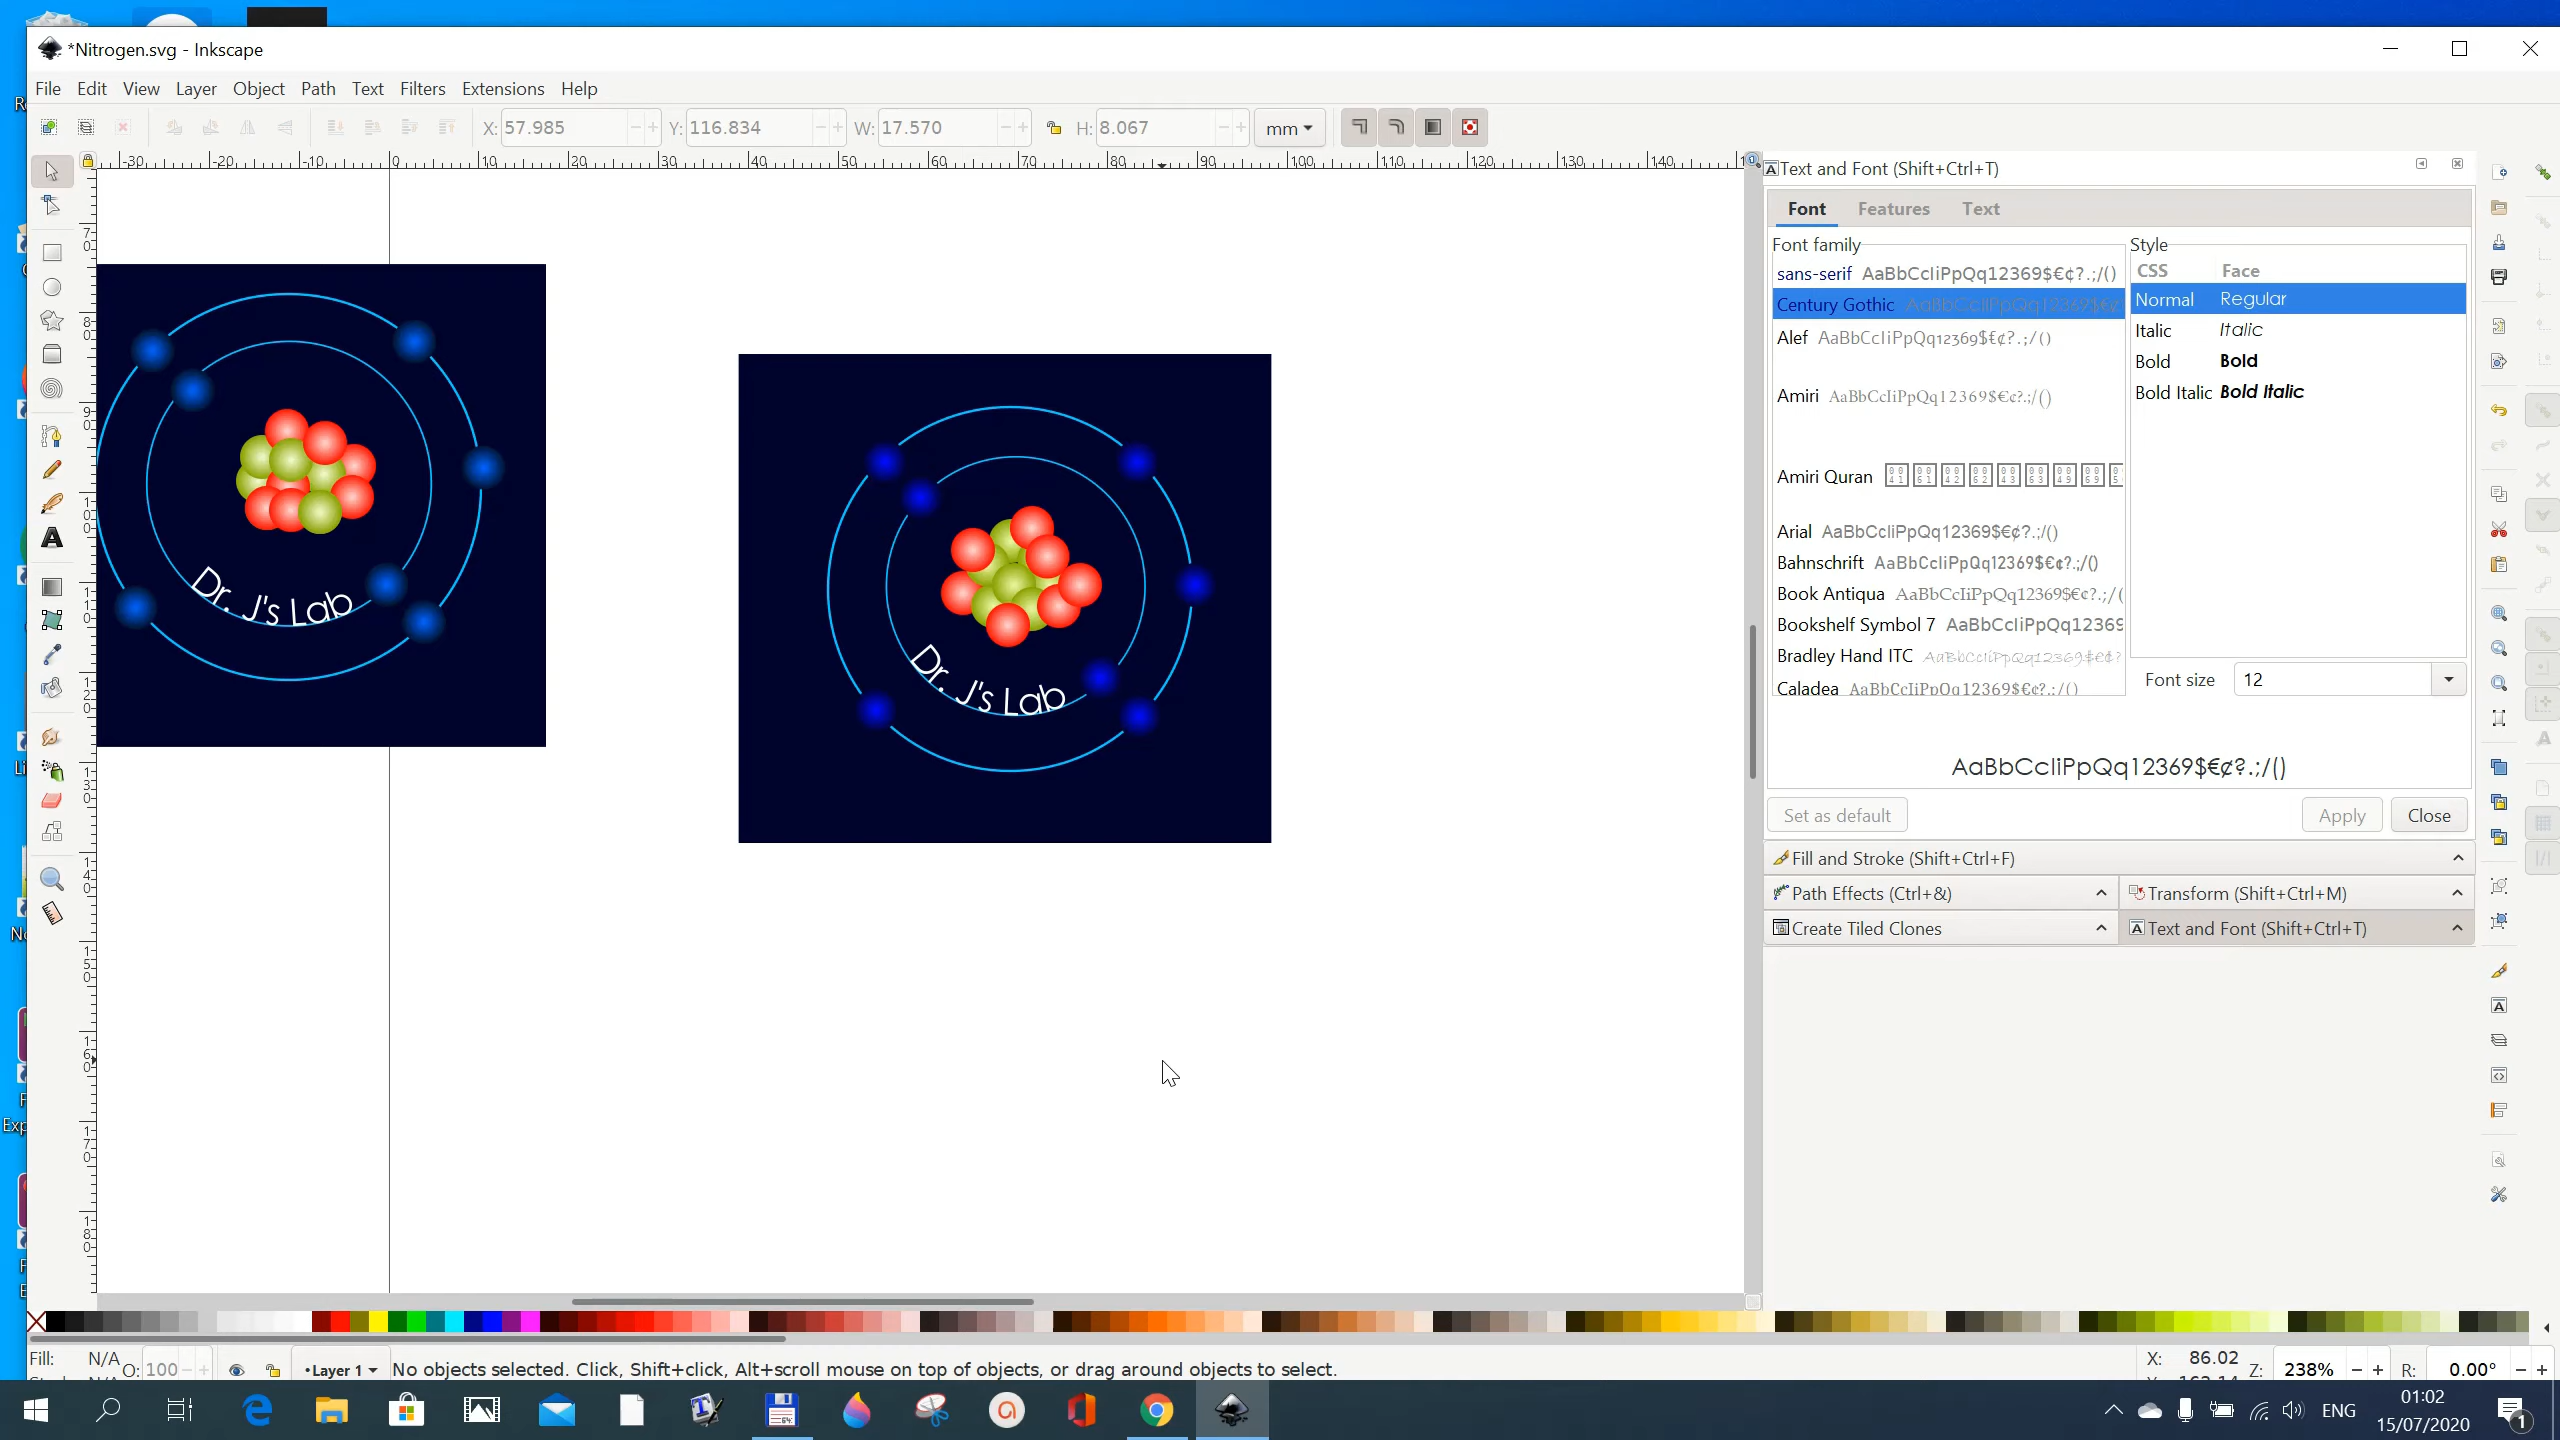 *Nitrogen.svg - Inkscape
File Edit View Layer Object Path Text Filters Extensions Help
X: 57.985 Y: 116.834 W: 17.570 H: 8.067 mm
Text and Font (Shift+Ctrl+T)
Font Features Text
Font family
sans-serif AaBbCcIiPpQq12369$€¢?.;/()
Century Gothic AaBbCcIiPpQq12369$€¢
Alef AaBbCcIiPpQq12369$€¢?.;/()
Amiri AaBbCcIiPpQq12369$€¢?.;/()
Amiri Quran
Arial AaBbCcIiPpQq12369$€¢?.;/()
Bahnschrift AaBbCcIiPpQq12369$€¢?.;/()
Book Antiqua AaBbCcIiPpQq12369$€¢?.;/(
Bookshelf Symbol 7 AaBbCcIiPpQq12369
Bradley Hand ITC AaBbCcIiPpQq12369$€¢?
Caladea AaBbCcIiPpQq12369$€¢?.;/()
Style
CSS Face
Normal Regular
Italic Italic
Bold Bold
Bold Italic Bold Italic
Font size 12
AaBbCcIiPpQq12369$€¢?.;/()
Set as default Apply Close
Fill and Stroke (Shift+Ctrl+F)
Path Effects (Ctrl+&) Transform (Shift+Ctrl+M)
Create Tiled Clones Text and Font (Shift+Ctrl+T)
Dr. J's Lab
Dr. J's Lab
Fill: N/A O: 100 •Layer 1 No objects selected. Click, Shift+click, Alt+scroll mouse on top of objects, or drag around objects to select.
X: 86.02 Z: 238% R: 0.00°
ENG
01:02
15/07/2020
1